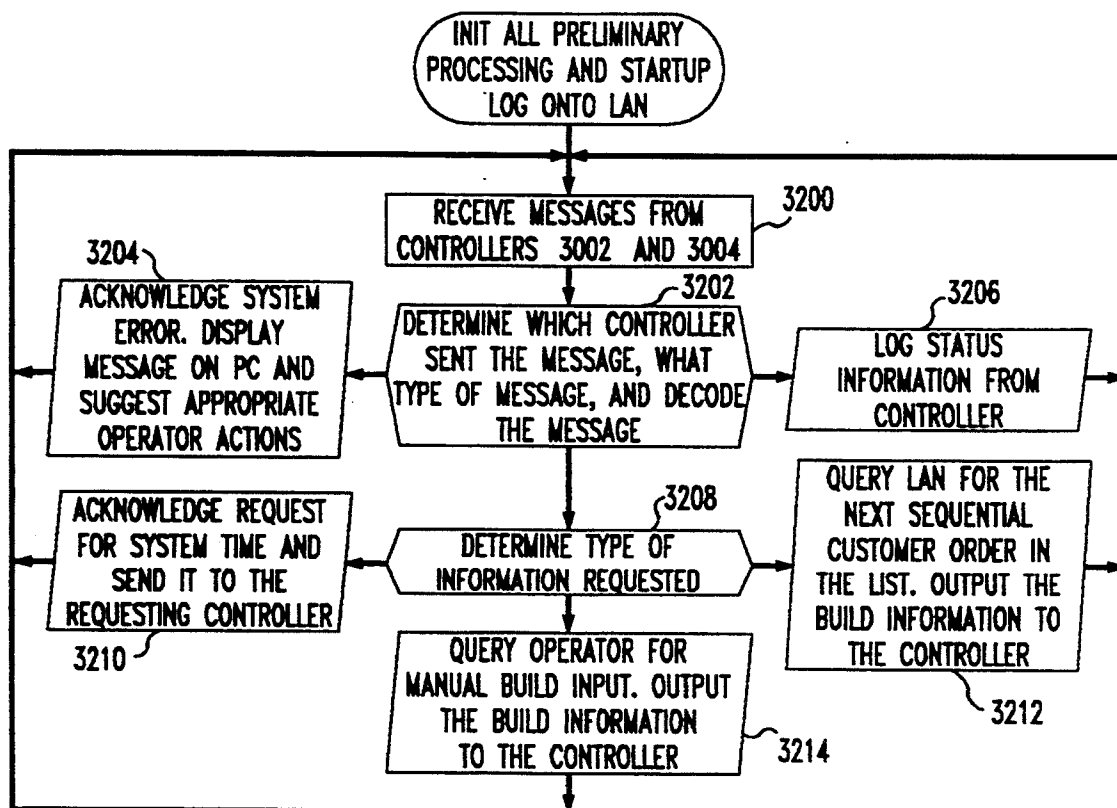 INIT ALL PRELIMINARY
PROCESSING AND STARTUP
LOG ONTO LAN
3200
RECEIVE MESSAGES FROM
CONTROLLERS 3002 AND 3004
3204
ACKNOWLEDGE SYSTEM
ERROR. DISPLAY
MESSAGE ON PC AND
SUGGEST APPROPRIATE
OPERATOR ACTIONS
3202
DETERMINE WHICH CONTROLLER
SENT THE MESSAGE, WHAT
TYPE OF MESSAGE, AND DECODE
THE MESSAGE
3206
LOG STATUS
INFORMATION FROM
CONTROLLER
ACKNOWLEDGE REQUEST
FOR SYSTEM TIME AND
SEND IT TO THE
REQUESTING CONTROLLER
3210
3208
DETERMINE TYPE OF
INFORMATION REQUESTED
QUERY LAN FOR THE
NEXT SEQUENTIAL
CUSTOMER ORDER IN
THE LIST. OUTPUT THE
BUILD INFORMATION TO
THE CONTROLLER
3212
QUERY OPERATOR FOR
MANUAL BUILD INPUT. OUTPUT
THE BUILD INFORMATION
TO THE CONTROLLER
3214